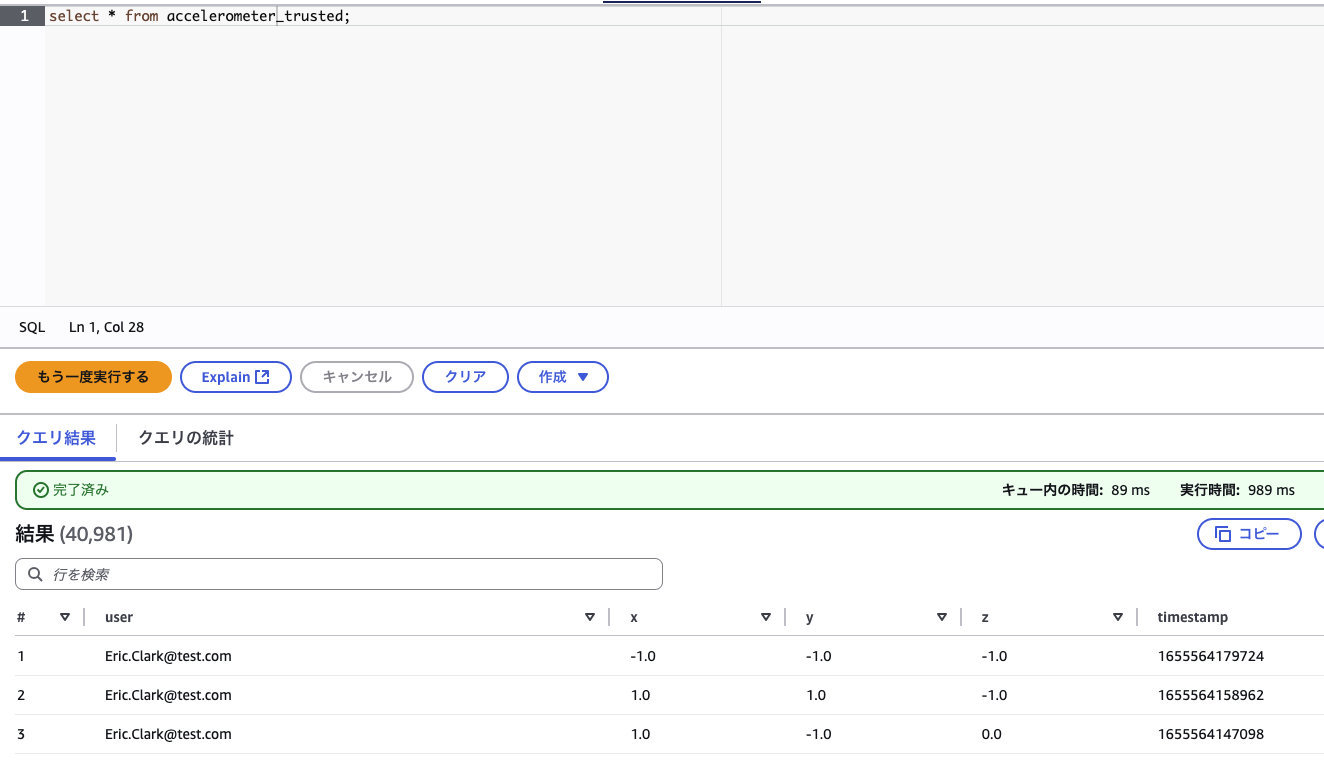 1 select * from accelerometer_trusted;
SQL Ln 1, Col 28
もう一度実行する Explain キャンセル クリア 作成
クエリ結果 クエリの統計
完了済み キュー内の時間: 89 ms 実行時間: 989 ms
結果 (40,981) コピー
行を検索
# user x y z timestamp
1 Eric.Clark@test.com -1.0 -1.0 -1.0 1655564179724
2 Eric.Clark@test.com 1.0 1.0 -1.0 1655564158962
3 Eric.Clark@test.com 1.0 -1.0 0.0 1655564147098